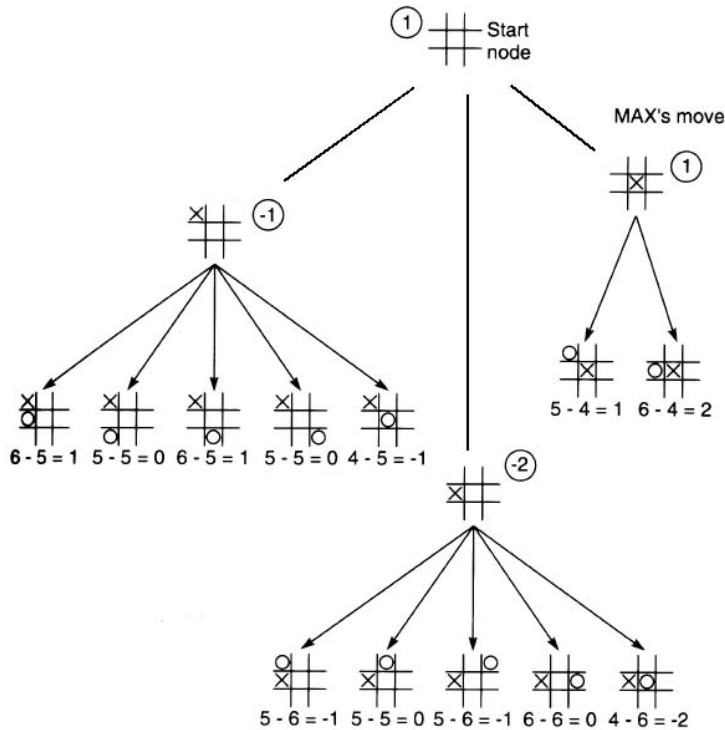 1
Start
node
MAX's move
1
-1
6 - 5 = 1 5 - 5 = 0 6 - 5 = 1 5 - 5 = 0 4 - 5 = -1
5 - 4 = 1 6 - 4 = 2
-2
5 - 6 = -1 5 - 5 = 0 5 - 6 = -1 6 - 6 = 0 4 - 6 = -2